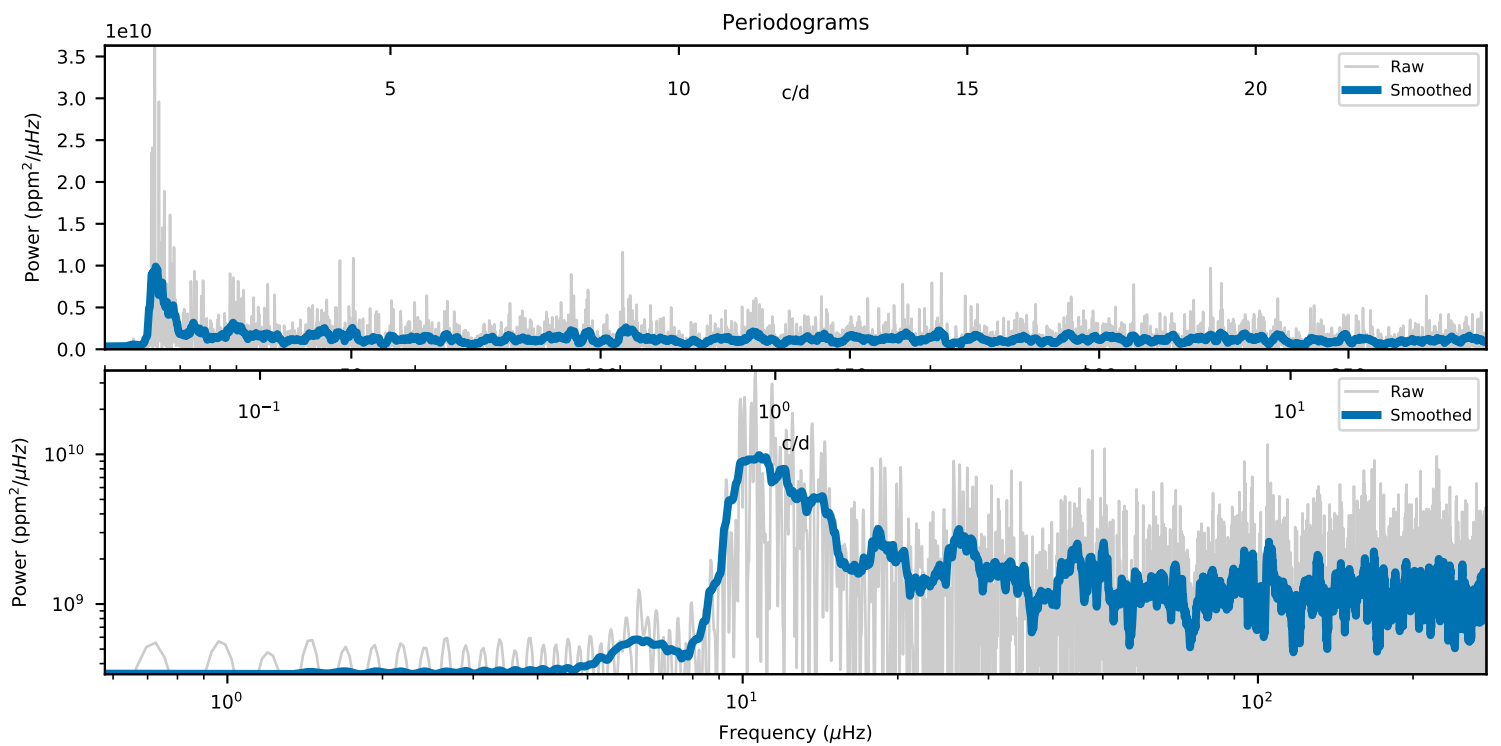 Periodograms
1e10
3.5
3.0
2.5
2.0
1.5
1.0
0.5
0.0
Power (ppm²/μHz)
5
10
15
20
c/d
Raw
Smoothed
10⁻¹
10⁰
10¹
c/d
Raw
Smoothed
10¹⁰
10⁹
Power (ppm²/μHz)
10⁰
10¹
10²
Frequency (μHz)